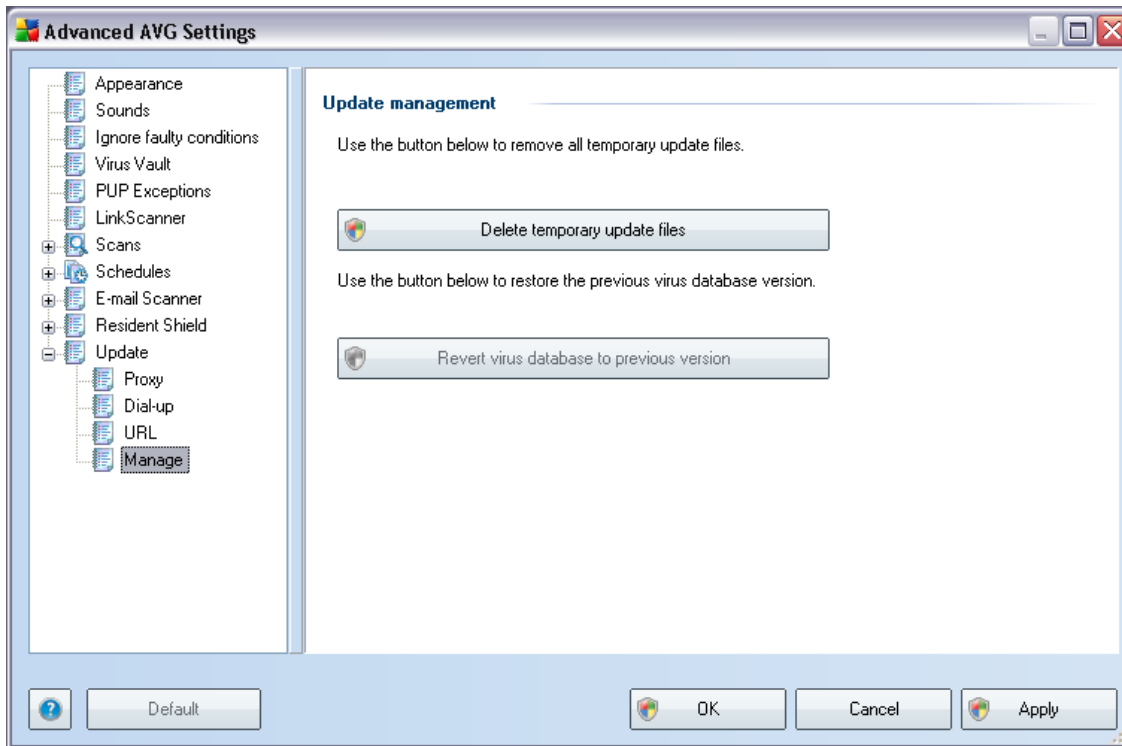 Advanced AVG Settings
Appearance
Sounds
Ignore faulty conditions
Virus Vault
PUP Exceptions
LinkScanner
Scans
Schedules
E-mail Scanner
Resident Shield
Update
Proxy
Dial-up
URL
Manage
Update management
Use the button below to remove all temporary update files.
Delete temporary update files
Use the button below to restore the previous virus database version.
Revert virus database to previous version
Default
OK
Cancel
Apply